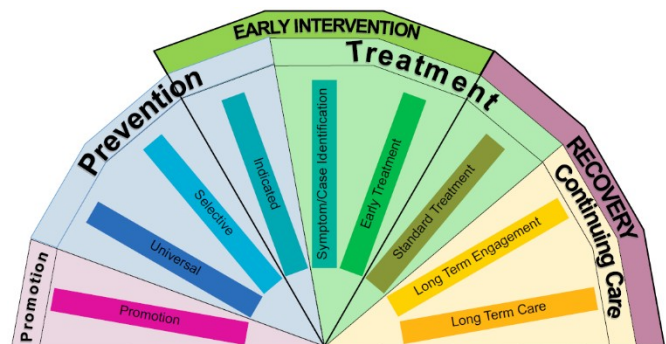 EARLY INTERVENTION
Prevention
Treatment
RECOVERY
Continuing Care
Promotion
Promotion
Universal
Selective
Indicated
Symptom/Case Identification
Early Treatment
Standard Treatment
Long Term Engagement
Long Term Care